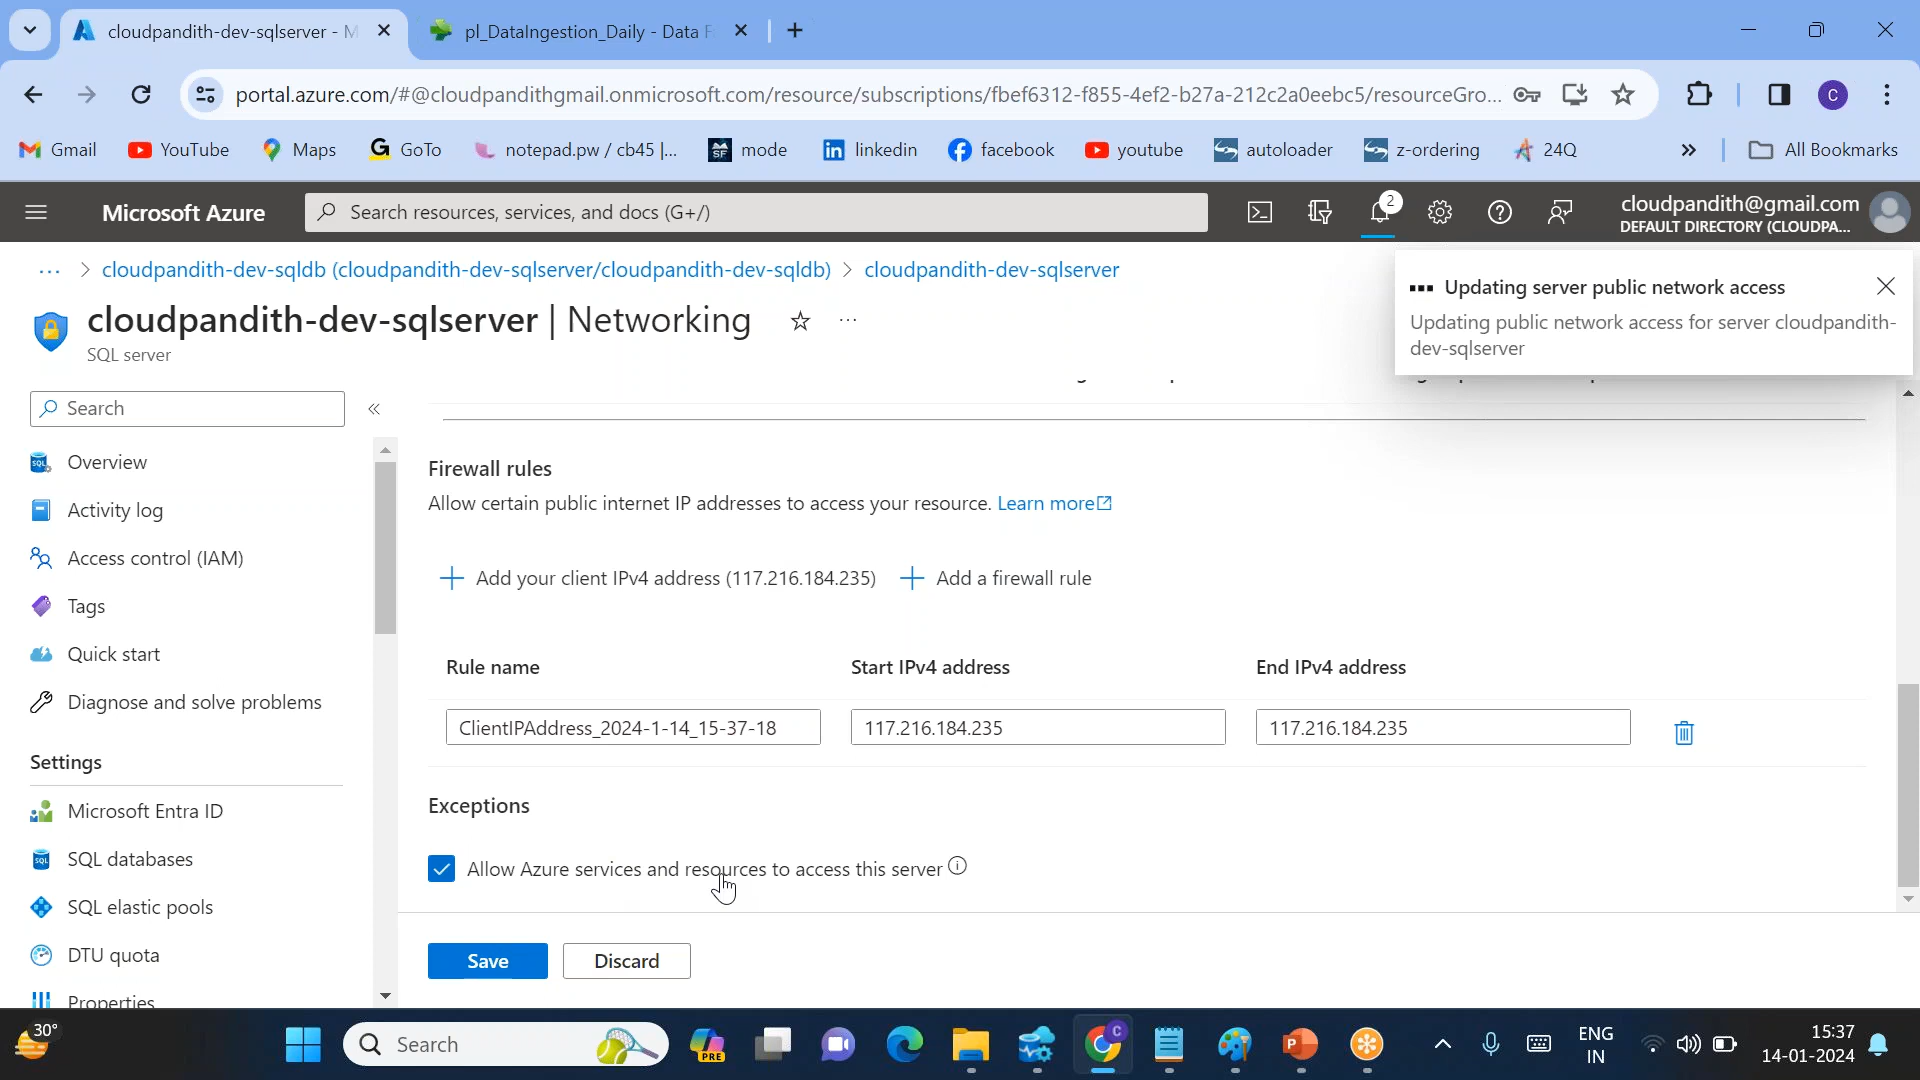 cloudpandith-dev-sqlserver - M
pl_DataIngestion_Daily - Data F
portal.azure.com/#@cloudpandithgmail.onmicrosoft.com/resource/subscriptions/fbef6312-f855-4ef2-b27a-212c2a0eebc5/resourceGro...
C
Gmail YouTube Maps GoTo notepad.pw / cb45 |... mode linkedin facebook youtube autoloader z-ordering 24Q » All Bookmarks
Microsoft Azure
Search resources, services, and docs (G+/)
2
cloudpandith@gmail.com
DEFAULT DIRECTORY (CLOUDPA...
... > cloudpandith-dev-sqldb (cloudpandith-dev-sqlserver/cloudpandith-dev-sqldb) > cloudpandith-dev-sqlserver
cloudpandith-dev-sqlserver | Networking
SQL server
Updating server public network access
Updating public network access for server cloudpandith-
dev-sqlserver
Search
Overview
Activity log
Access control (IAM)
Tags
Quick start
Diagnose and solve problems
Settings
Microsoft Entra ID
SQL databases
SQL elastic pools
DTU quota
Properties
Firewall rules
Allow certain public internet IP addresses to access your resource. Learn more
+ Add your client IPv4 address (117.216.184.235) + Add a firewall rule
Rule name Start IPv4 address End IPv4 address
ClientIPAddress_2024-1-14_15-37-18 117.216.184.235 117.216.184.235
Exceptions
Allow Azure services and resources to access this server
Save Discard
30°
Search
PRE
ENG
IN
15:37
14-01-2024